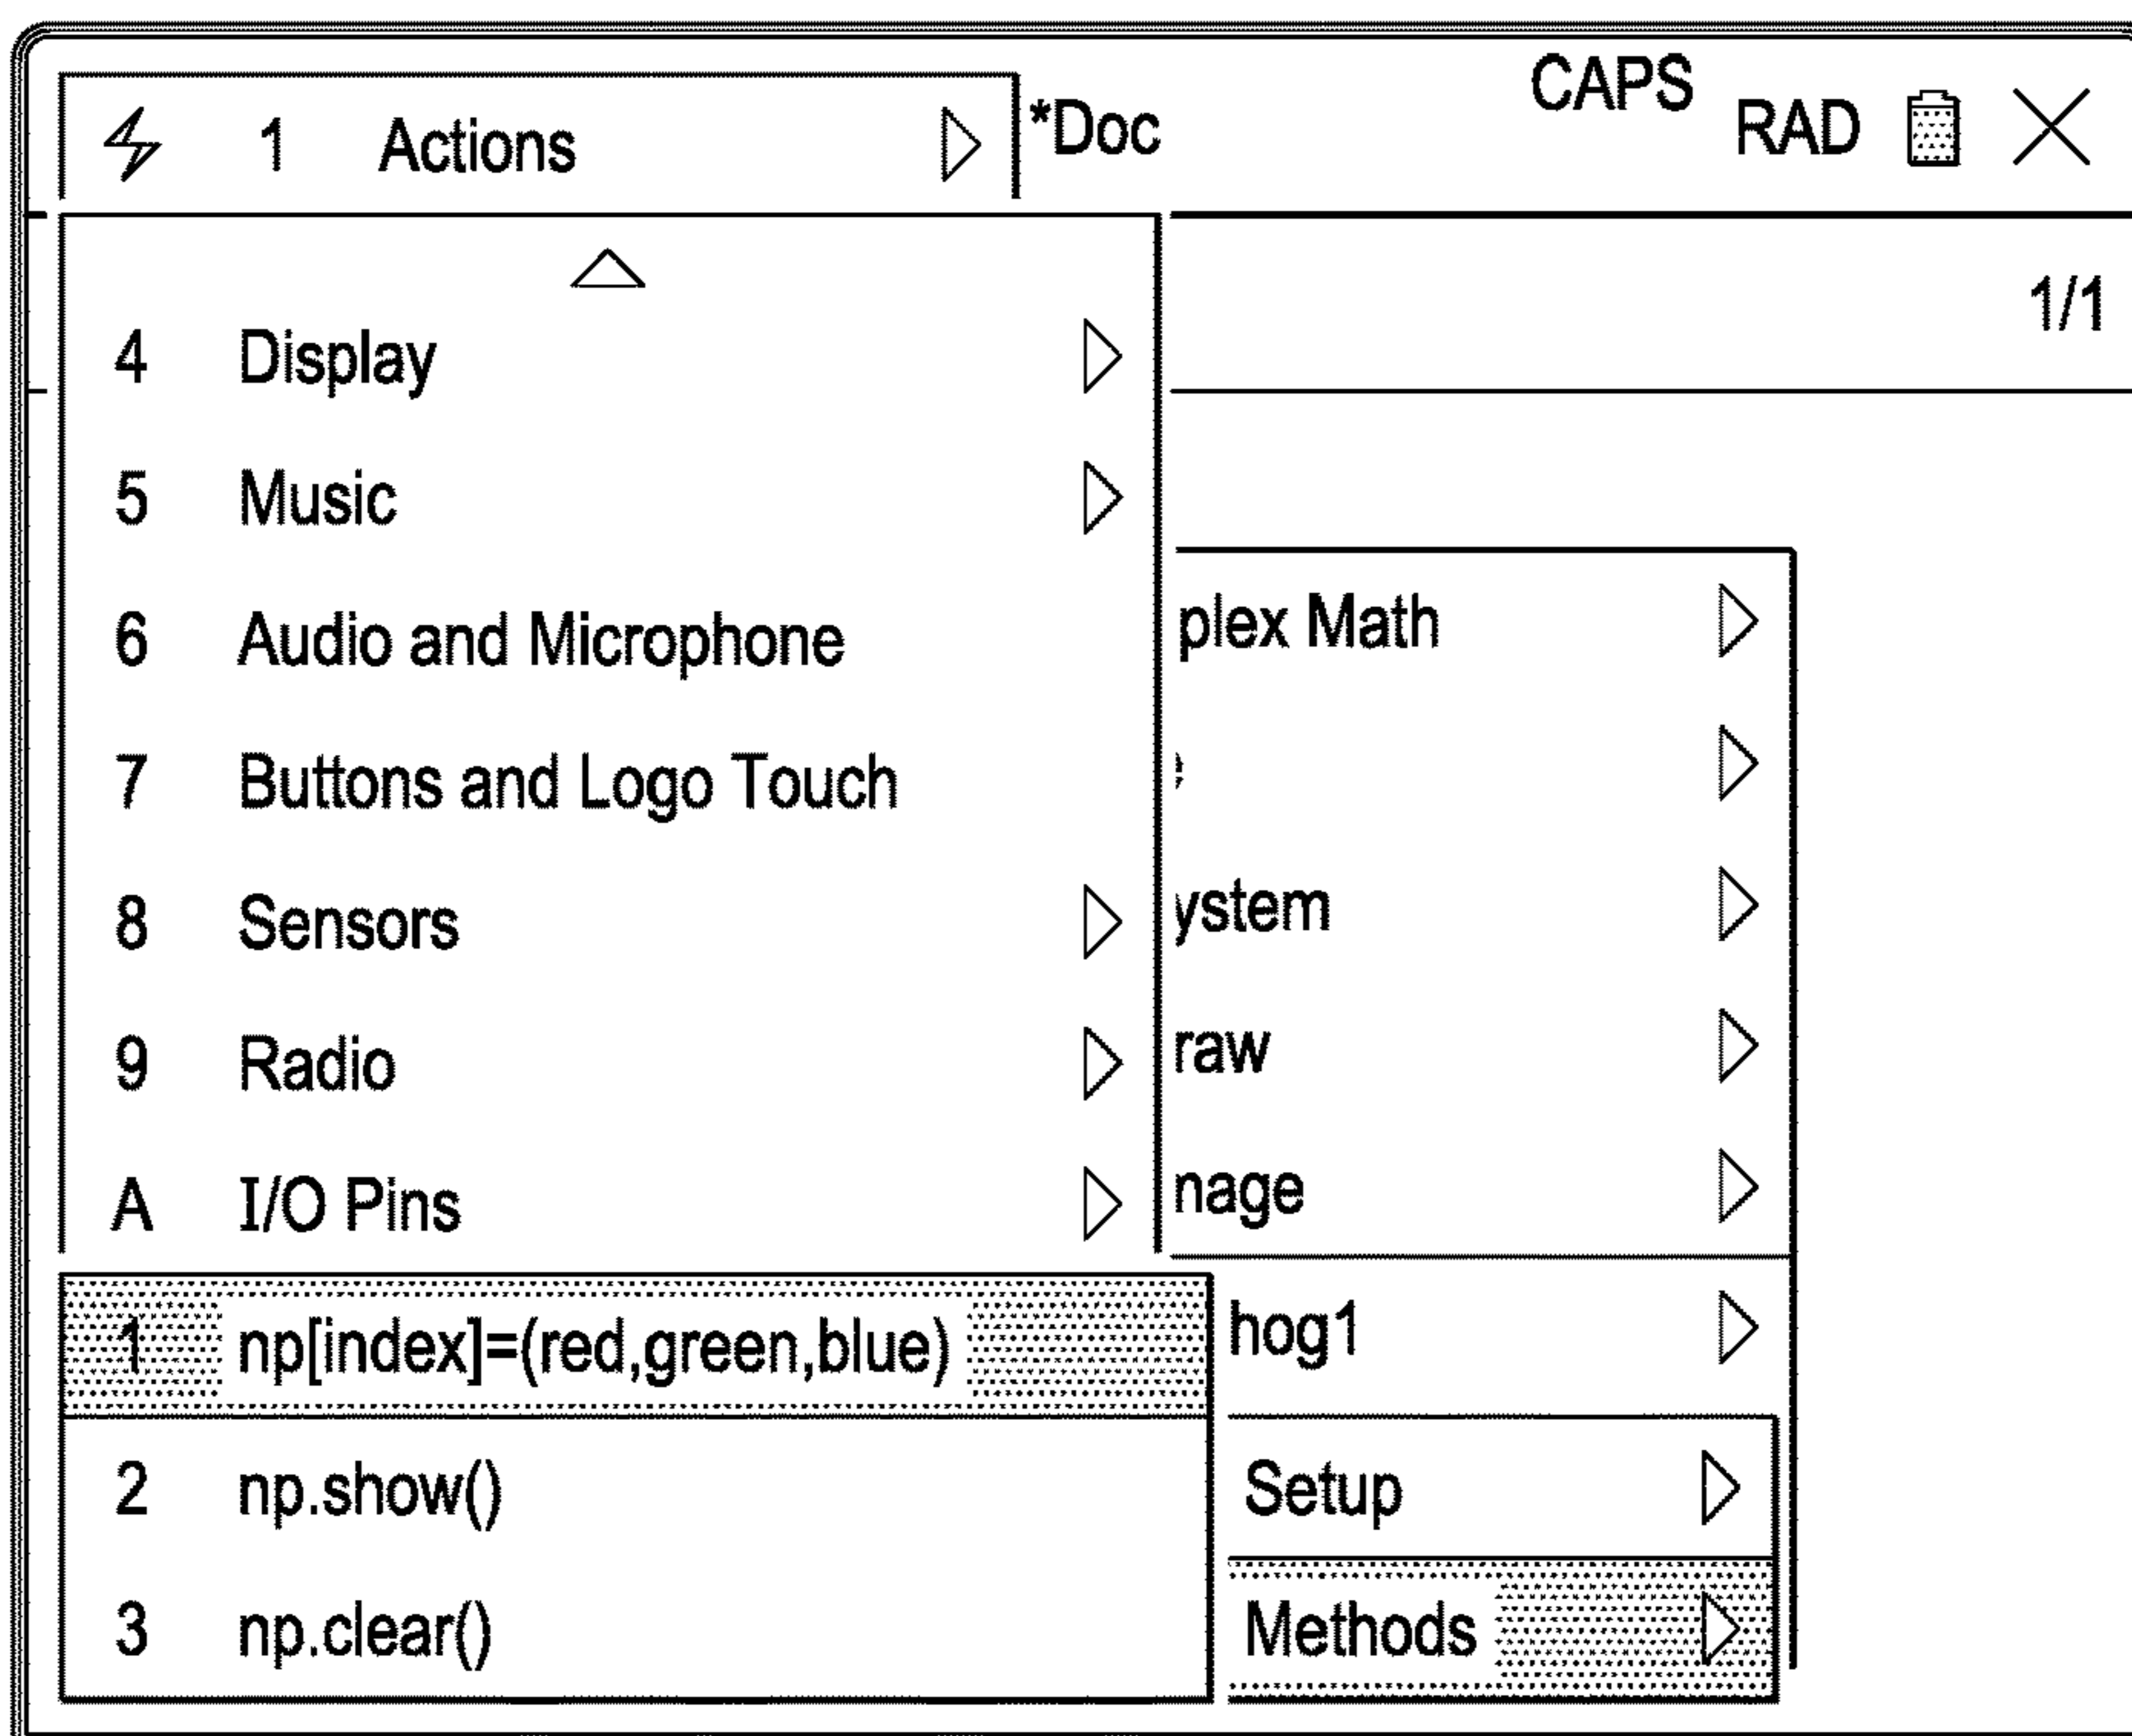 CAPS
1 Actions *Doc RAD
1/1
4 Display
5 Music
6 Audio and Microphone
plex Math
7 Buttons and Logo Touch
8 Sensors
ystem
9 Radio
raw
A I/O Pins
nage
1 np[index]=(red,green,blue)
hog1
2 np.show()
Setup
3 np.clear()
Methods